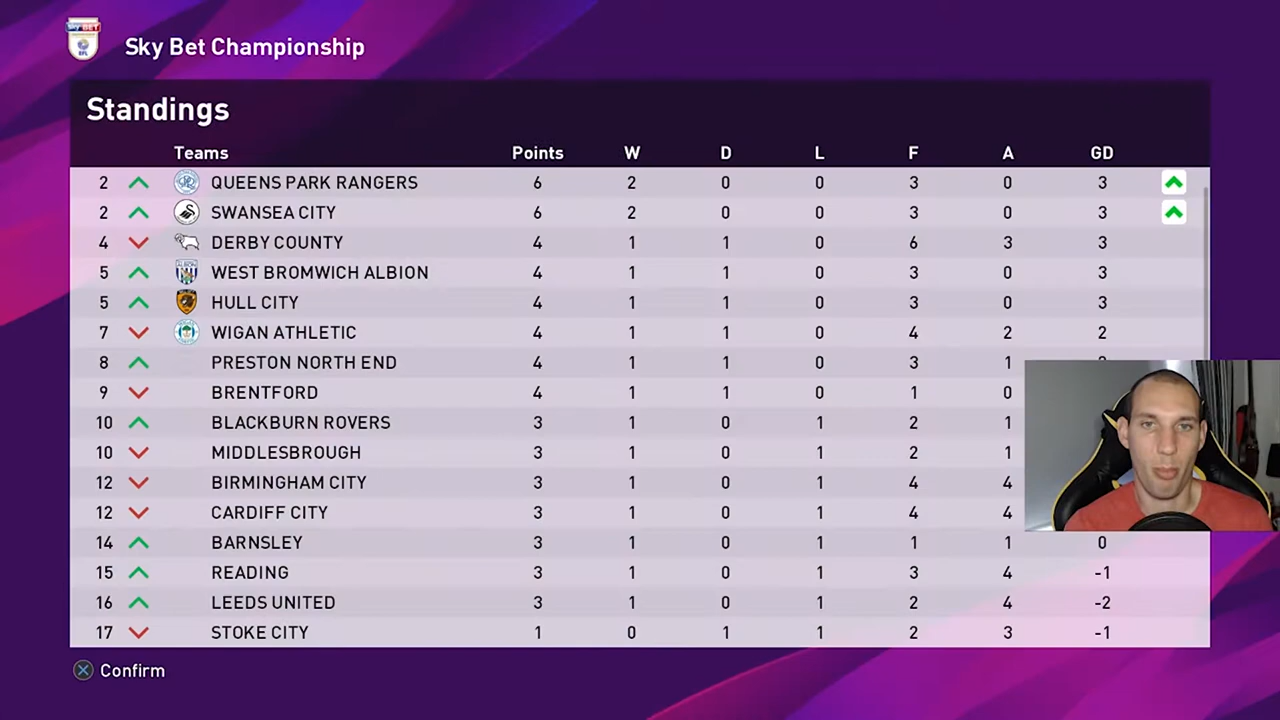 SKY BET
EFL
Sky Bet Championship
Standings
Teams Points W D L F A GD
2 QUEENS PARK RANGERS 6 2 0 0 3 0 3
2 SWANSEA CITY 6 2 0 0 3 0 3
4 DERBY COUNTY 4 1 1 0 6 3 3
5 WEST BROMWICH ALBION 4 1 1 0 3 0 3
5 HULL CITY 4 1 1 0 3 0 3
7 WIGAN ATHLETIC 4 1 1 0 4 2 2
8 PRESTON NORTH END 4 1 1 0 3 1
9 BRENTFORD 4 1 1 0 1 0
10 BLACKBURN ROVERS 3 1 0 1 2 1
10 MIDDLESBROUGH 3 1 0 1 2 1
12 BIRMINGHAM CITY 3 1 0 1 4 4
12 CARDIFF CITY 3 1 0 1 4 4
14 BARNSLEY 3 1 0 1 1 1 0
15 READING 3 1 0 1 3 4 -1
16 LEEDS UNITED 3 1 0 1 2 4 -2
17 STOKE CITY 1 0 1 1 2 3 -1
Confirm